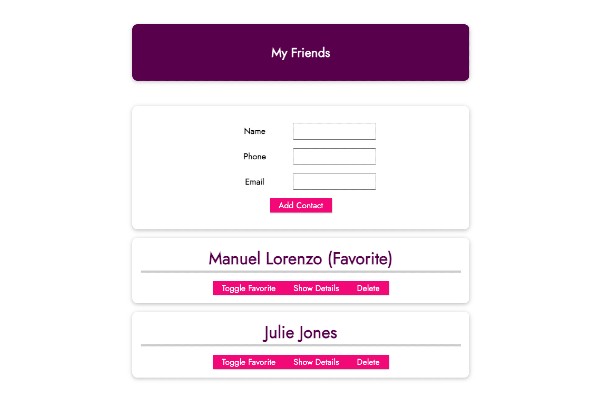 My Friends
Name
Phone
Email
Add Contact
Manuel Lorenzo (Favorite)
Toggle Favorite Show Details Delete
Julie Jones
Toggle Favorite Show Details Delete